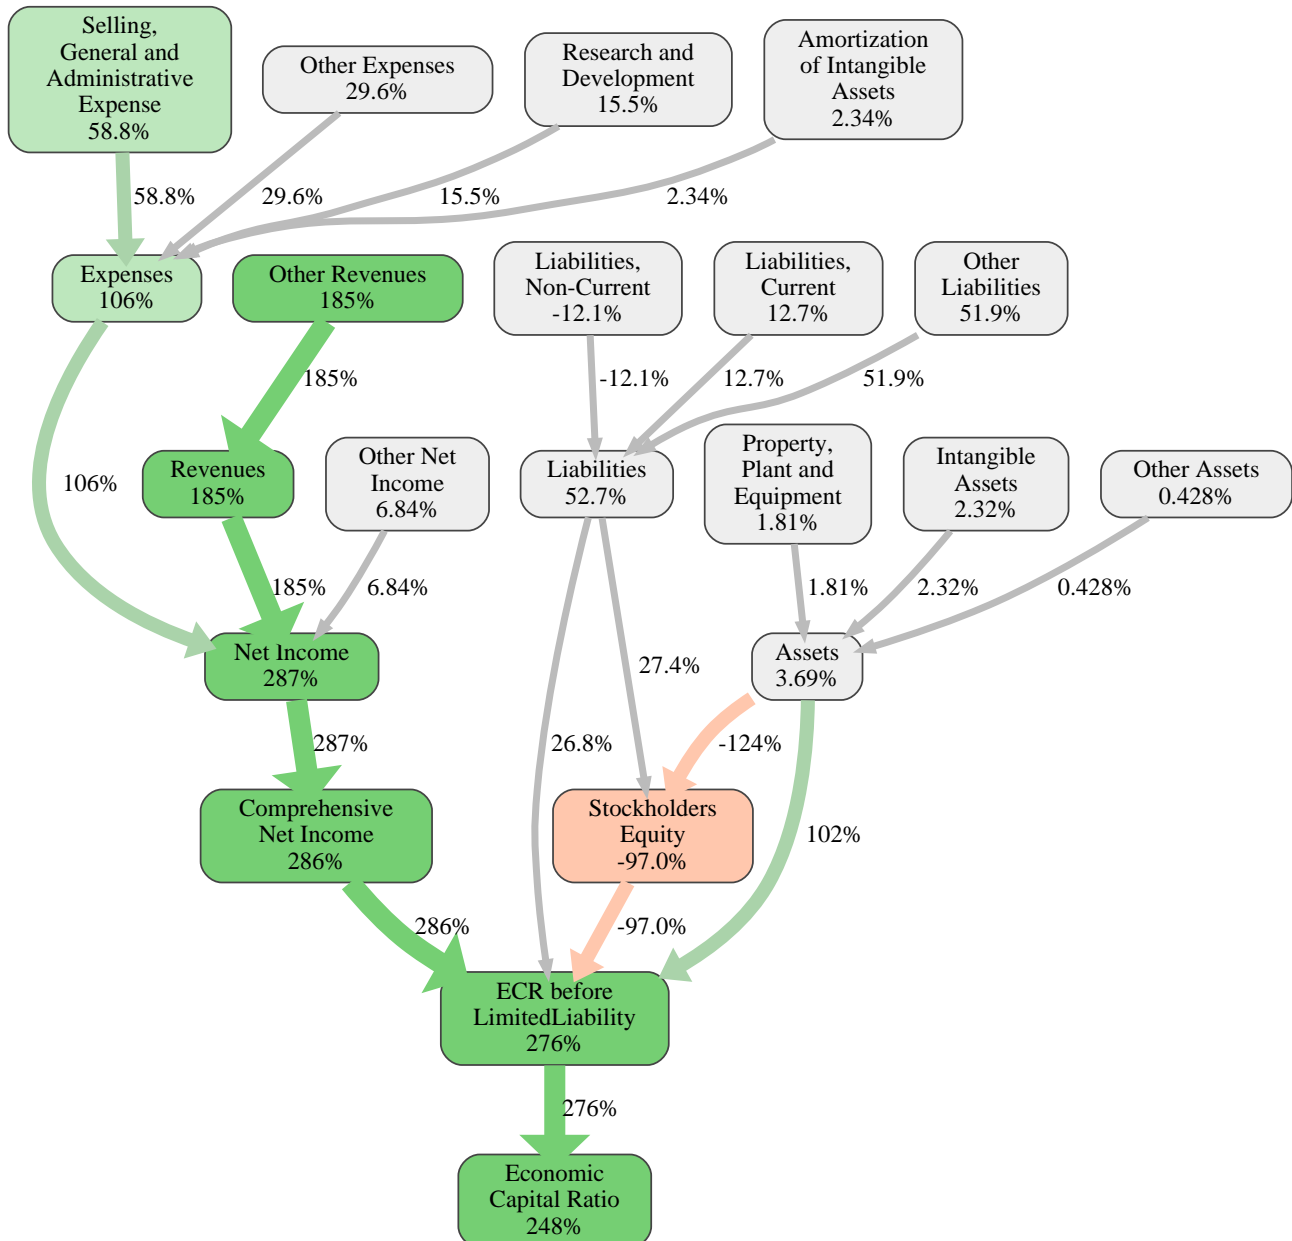 Selling,
General and
Administrative
Expense
58.8%
Other Expenses
29.6%
Research and
Development
15.5%
Amortization
of Intangible
Assets
2.34%
58.8%
29.6%
15.5%
2.34%
Expenses
106%
Other Revenues
185%
Liabilities,
Non-Current
-12.1%
Liabilities,
Current
12.7%
Other
Liabilities
51.9%
185%
-12.1%
12.7%
51.9%
106%
Revenues
185%
Other Net
Income
6.84%
Liabilities
52.7%
Property,
Plant and
Equipment
1.81%
Intangible
Assets
2.32%
Other Assets
0.428%
185%
6.84%
1.81%
2.32%
0.428%
Net Income
287%
27.4%
Assets
3.69%
287%
26.8%
-124%
Comprehensive
Net Income
286%
Stockholders
Equity
-97.0%
102%
286%
-97.0%
ECR before
LimitedLiability
276%
276%
Economic
Capital Ratio
248%